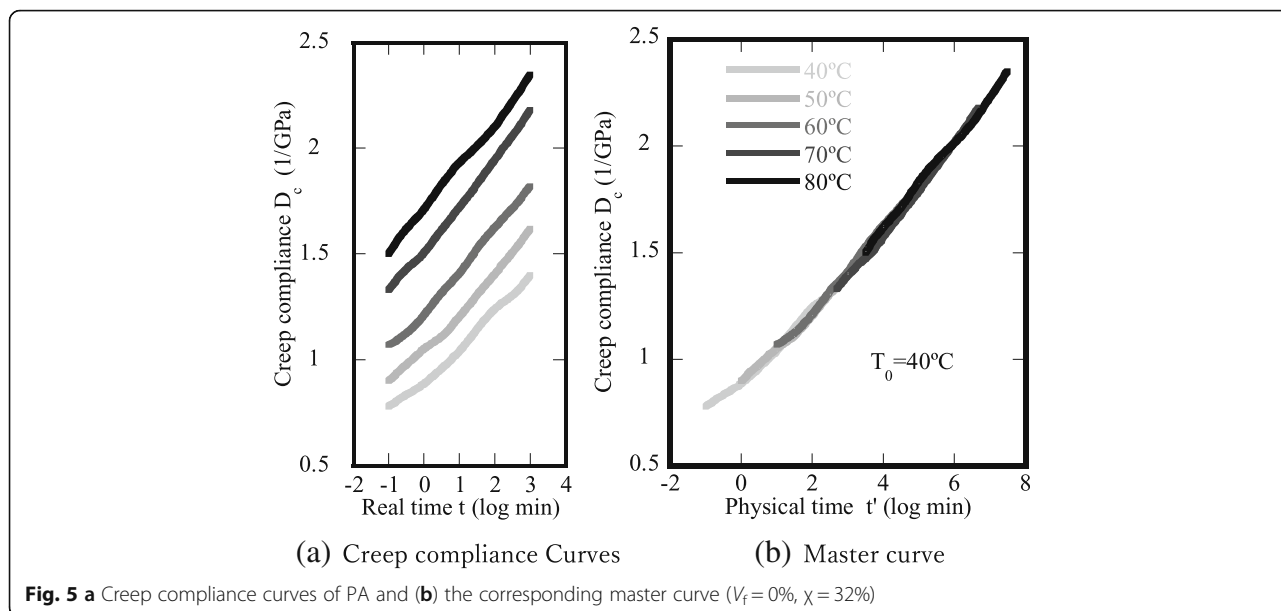 2.5
2
1.5
1
0.5
Creep compliance D_c (1/GPa)
-2 -1 0 1 2 3 4
Real time t (log min)
(a) Creep compliance Curves
2.5
2
1.5
1
0.5
Creep compliance D_c (1/GPa)
40ºC
50ºC
60ºC
70ºC
80ºC
T_0=40ºC
-2 0 2 4 6 8
Physical time t' (log min)
(b) Master curve
Fig. 5 a Creep compliance curves of PA and (b) the corresponding master curve (V_f = 0%, χ = 32%)